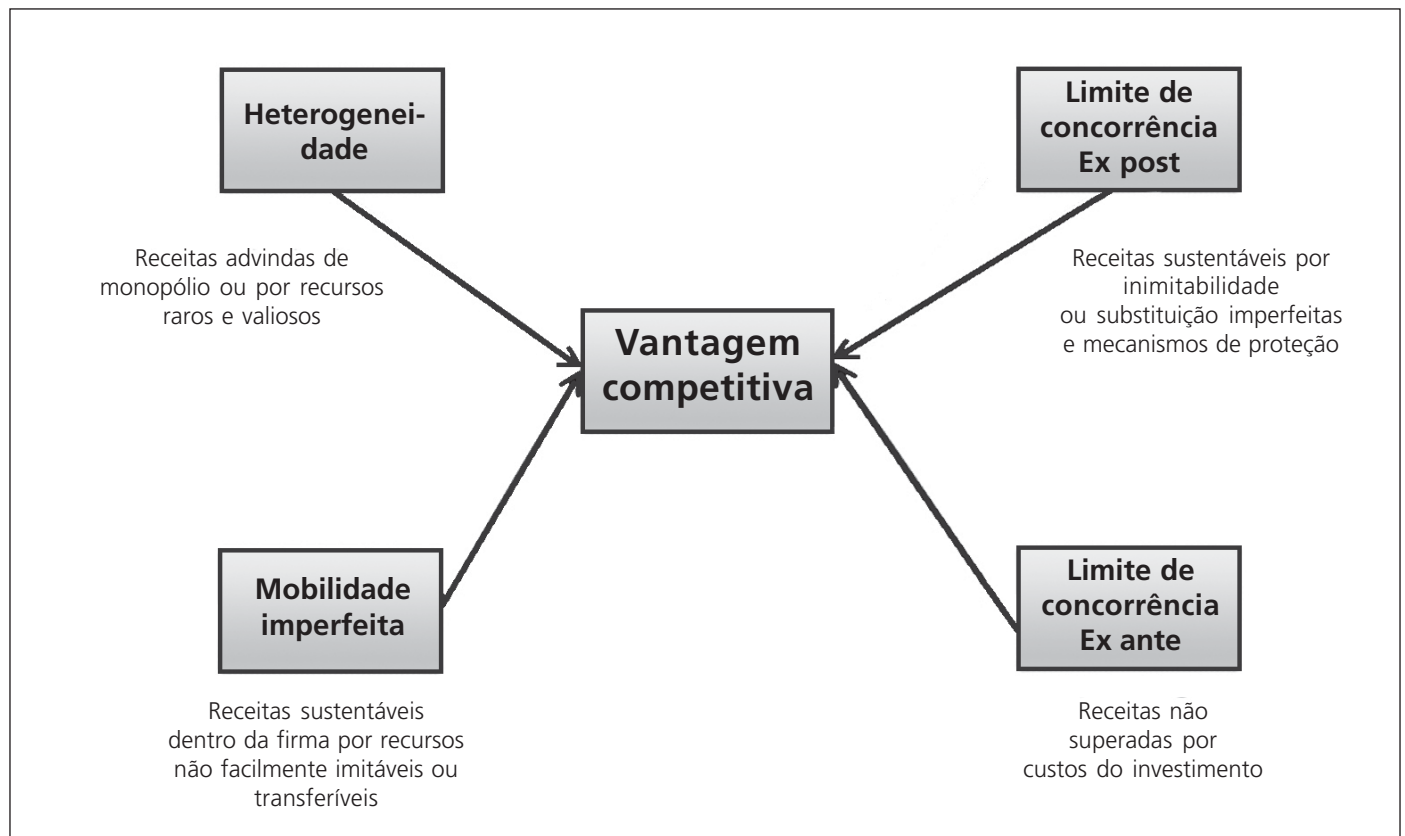 Heterogenei-
dade
Receitas advindas de
monopólio ou por recursos
raros e valiosos
Limite de
concorrência
Ex post
Receitas sustentáveis por
inimitabilidade
ou substituição imperfeitas
e mecanismos de proteção
Vantagem
competitiva
Mobilidade
imperfeita
Receitas sustentáveis
dentro da firma por recursos
não facilmente imitáveis ou
transferíveis
Limite de
concorrência
Ex ante
Receitas não
superadas por
custos do investimento